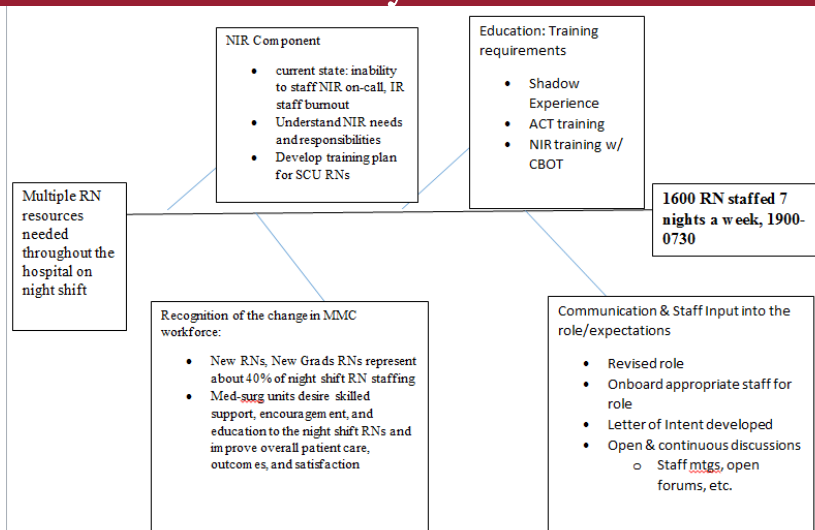 NIR Component
• current state: inability
to staff NIR on-call, IR
staff burnout
• Understand NIR needs
and responsibilities
• Develop training plan
for SCU RNs
Education: Training
requirements
• Shadow
Experience
• ACT training
• NIR training w/
CBOT
Multiple RN
resources
needed
throughout the
hospital on
night shift
1600 RN staffed 7
nights a week, 1900-
0730
Recognition of the change in MMC
workforce:
• New RNs, New Grads RNs represent
about 40% of night shift RN staffing
• Med-surg units desire skilled
support, encouragement, and
education to the night shift RNs and
improve overall patient care,
outcomes, and satisfaction
Communication & Staff Input into the
role/expectations
• Revised role
• Onboard appropriate staff for
role
• Letter of Intent developed
• Open & continuous discussions
o Staff mtgs, open
forums, etc.